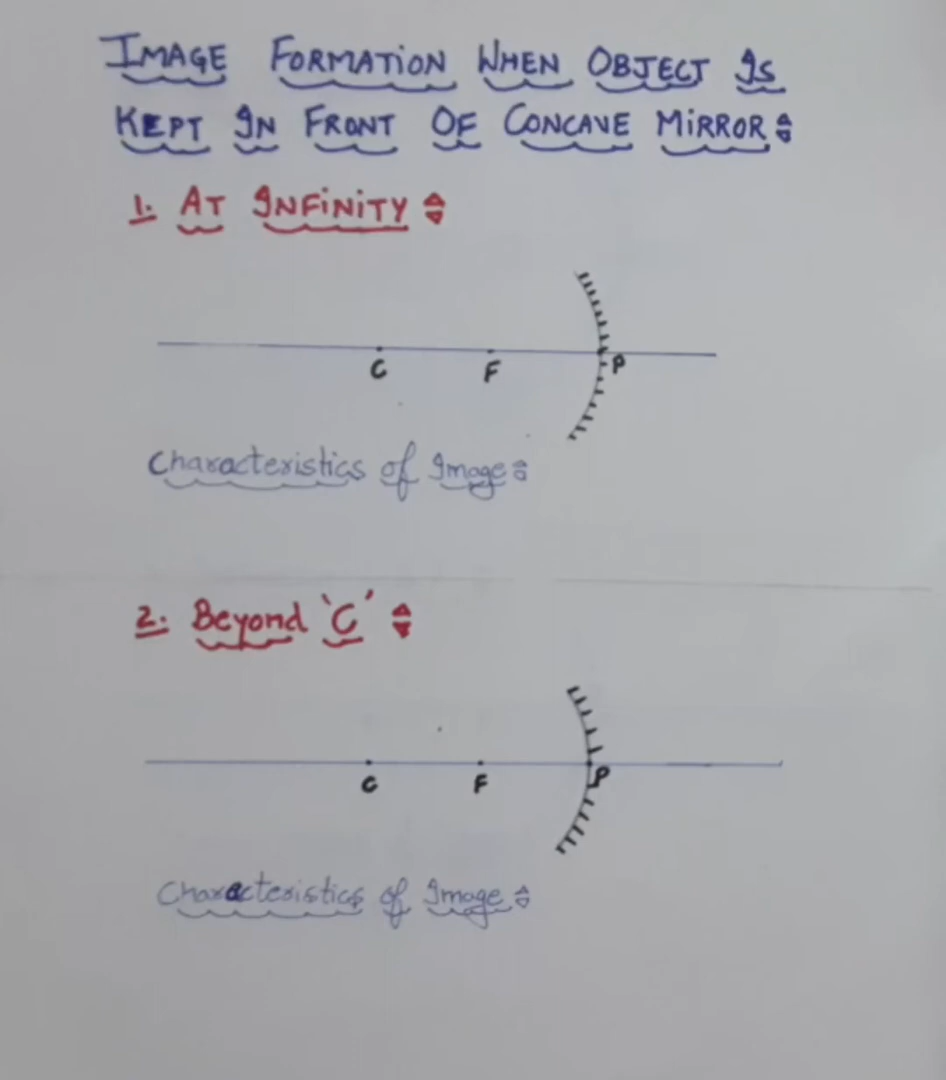 IMAGE FORMATION WHEN OBJECT IS
KEPT IN FRONT OF CONCAVE MIRROR:
1. AT INFINITY:
C F P
Characteristics of Image:
2. Beyond 'C':
C F P
Characteristics of Image: